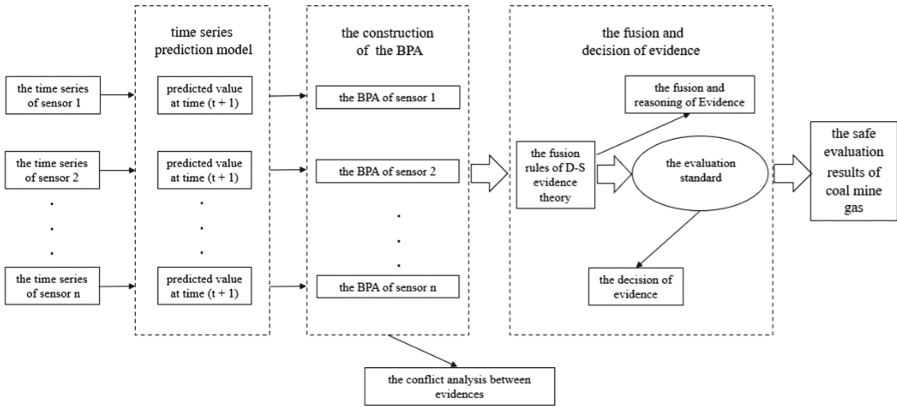 time series
prediction model
the construction
of the BPA
the fusion and
decision of evidence
the time series
of sensor 1
predicted value
at time (t + 1)
the BPA of sensor 1
the fusion and
reasoning of Evidence
the time series
of sensor 2
predicted value
at time (t + 1)
the BPA of sensor 2
the fusion
rules of D-S
evidence
theory
the evaluation
standard
the safe
evaluation
results of
coal mine
gas
the time series
of sensor n
predicted value
at time (t + 1)
the BPA of sensor n
the decision of
evidence
the conflict analysis between
evidences